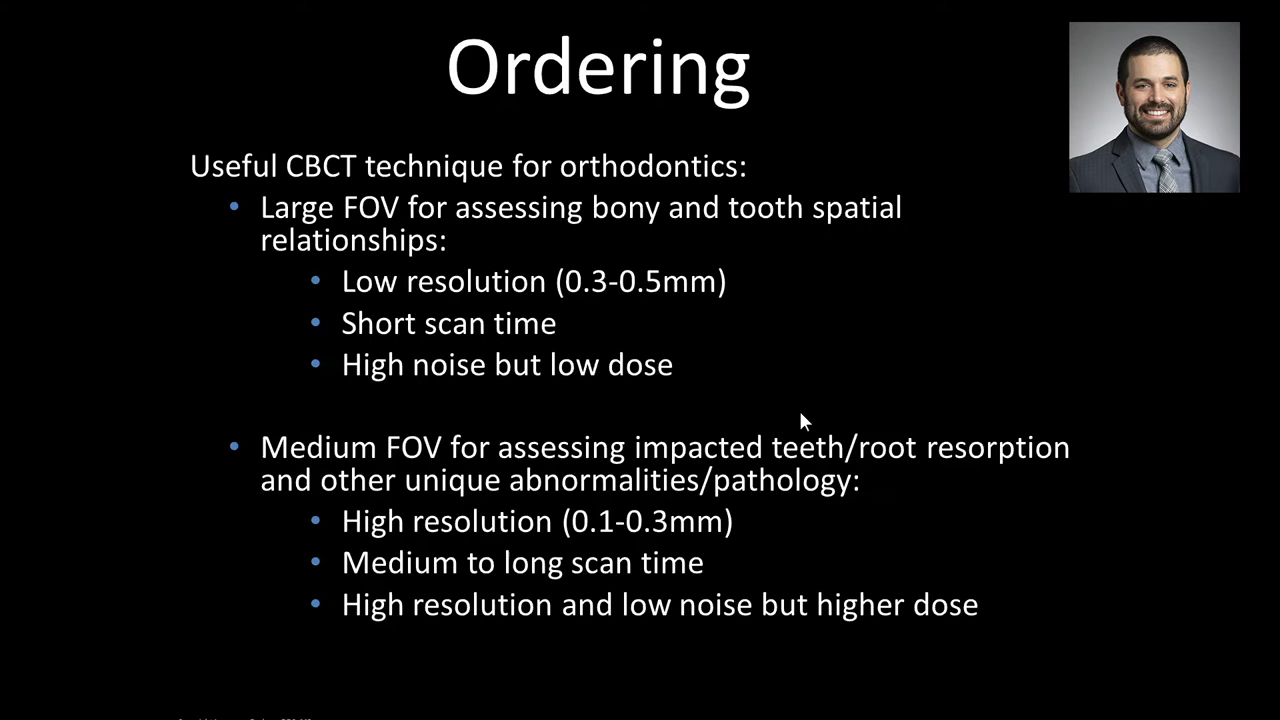 Ordering
Useful CBCT technique for orthodontics:
• Large FOV for assessing bony and tooth spatial
relationships:
• Low resolution (0.3-0.5mm)
• Short scan time
• High noise but low dose
• Medium FOV for assessing impacted teeth/root resorption
and other unique abnormalities/pathology:
• High resolution (0.1-0.3mm)
• Medium to long scan time
• High resolution and low noise but higher dose